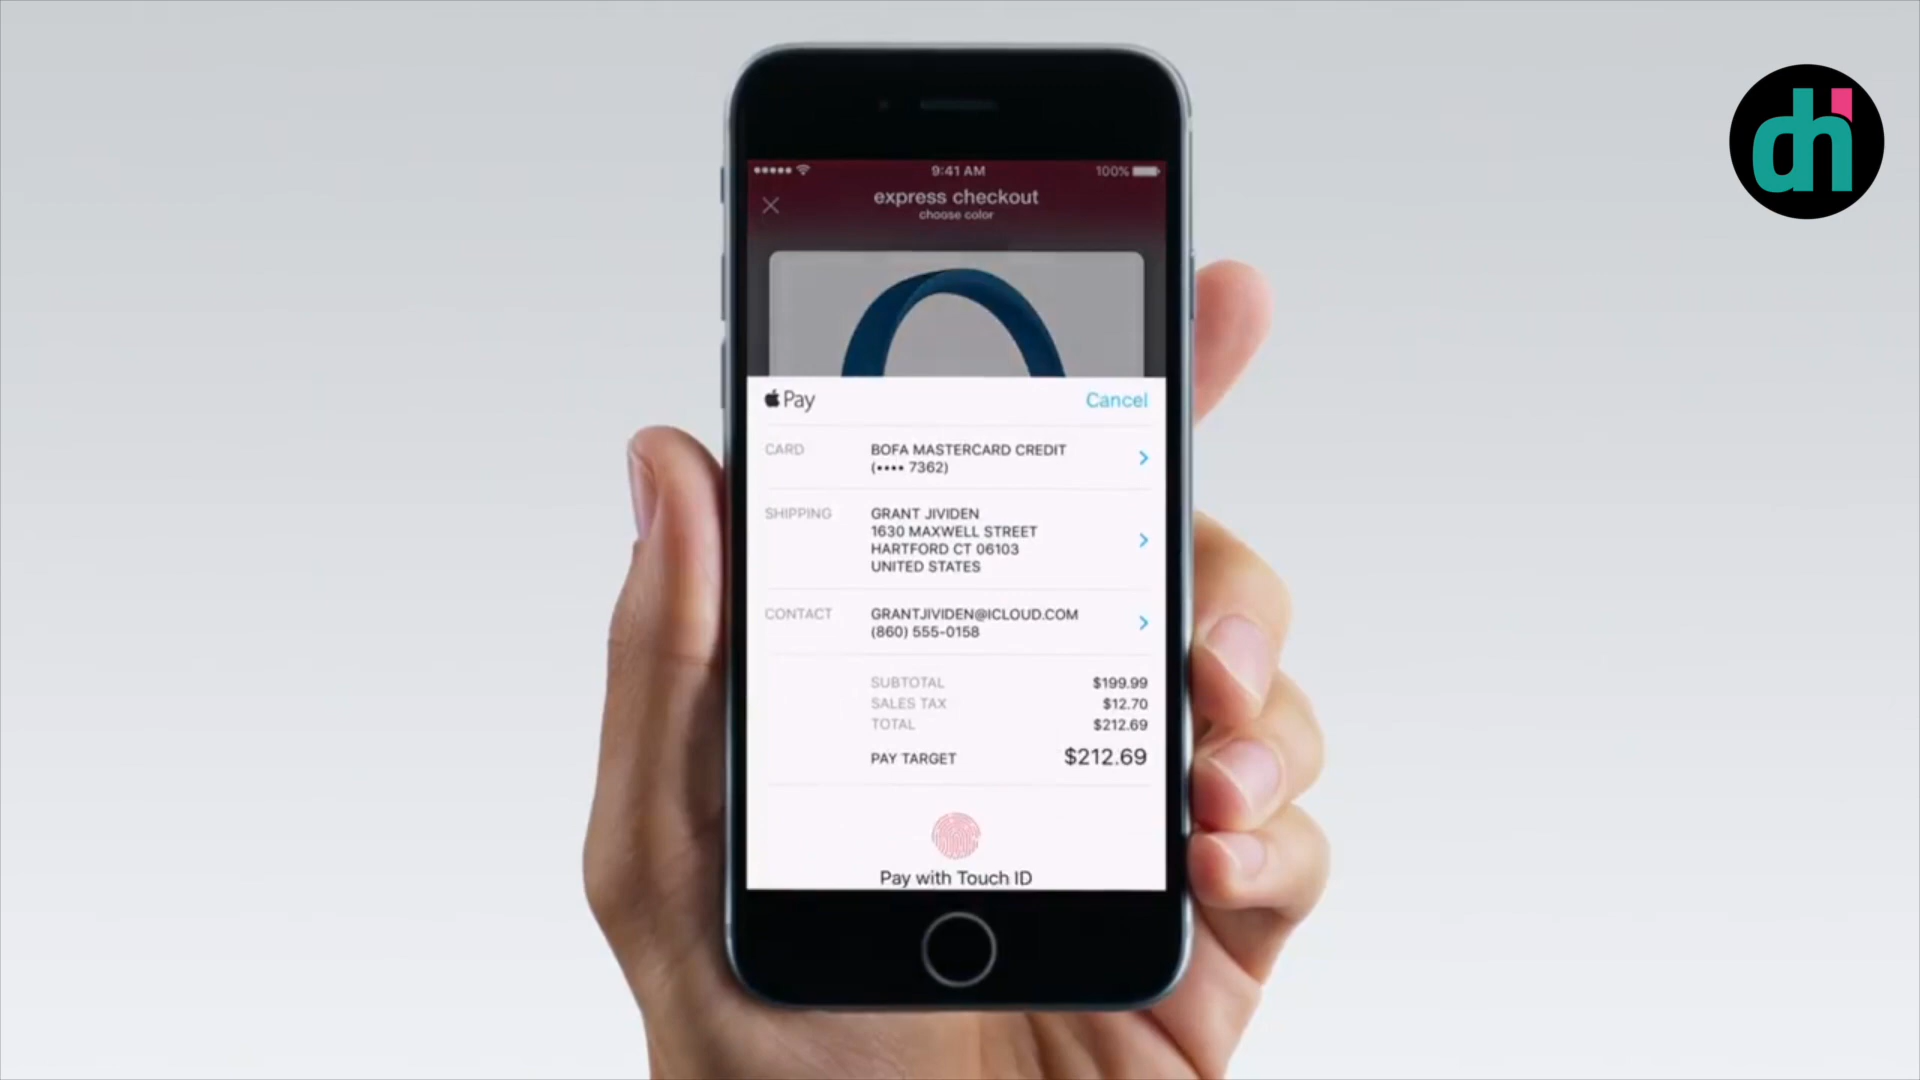 dhi
9:41 AM
100%
express checkout
choose color
Pay
Cancel
CARD
BOFA MASTERCARD CREDIT
(•••• 7362)
SHIPPING
GRANT JIVIDEN
1630 MAXWELL STREET
HARTFORD CT 06103
UNITED STATES
CONTACT
GRANTJIVIDEN@ICLOUD.COM
(860) 555-0158
SUBTOTAL $199.99
SALES TAX $12.70
TOTAL $212.69
PAY TARGET $212.69
Pay with Touch ID